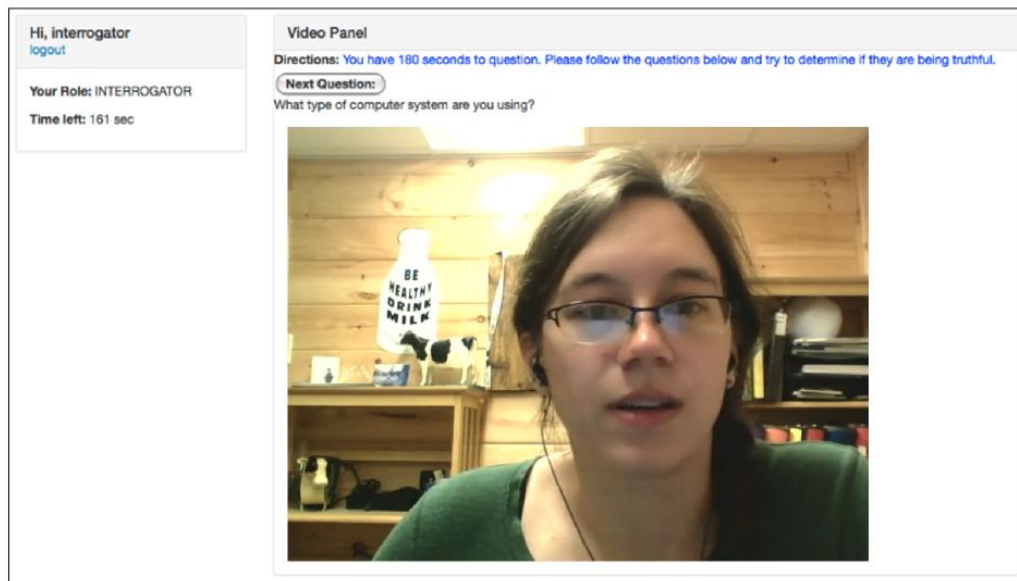 Hi, interrogator
logout
Your Role: INTERROGATOR
Time left: 161 sec
Video Panel
Directions: You have 180 seconds to question. Please follow the questions below and try to determine if they are being truthful.
Next Question:
What type of computer system are you using?
BE
HEALTHY
DRINK
MILK